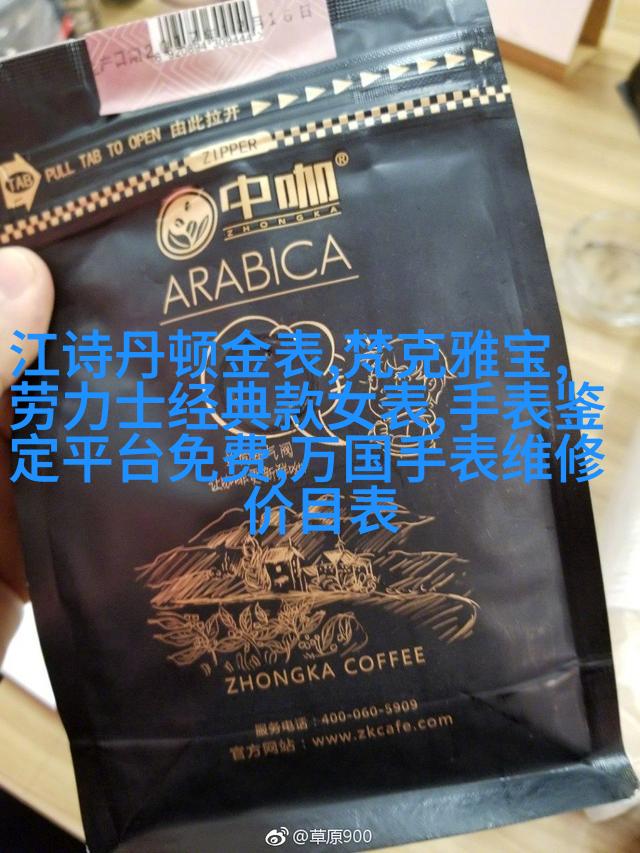 PULL TAB TO OPEN 由此拉开
TAB
ZIPPER
中咖®
ZHONGKA
ARABICA
江诗丹顿金表,梵克雅宝,
劳力士经典款女表,手表鉴
定平台免费,万国手表维修
价目表
ZHONGKA COFFEE
服务电话:400-060-5909
官方网站:www.zkcafe.com
@草原900